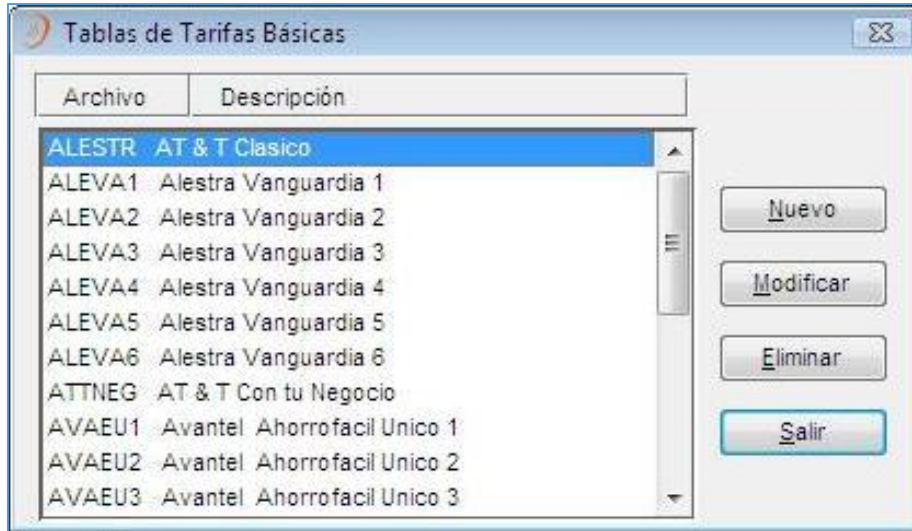 Tablas de Tarifas Básicas
Archivo Descripción
ALESTR AT & T Clasico
ALEVA1 Alestra Vanguardia 1
ALEVA2 Alestra Vanguardia 2
ALEVA3 Alestra Vanguardia 3
ALEVA4 Alestra Vanguardia 4
ALEVA5 Alestra Vanguardia 5
ALEVA6 Alestra Vanguardia 6
ATTNEG AT & T Con tu Negocio
AVAEU1 Avantel Ahorrofacil Unico 1
AVAEU2 Avantel Ahorrofacil Unico 2
AVAEU3 Avantel Ahorrofacil Unico 3
Nuevo
Modificar
Eliminar
Salir